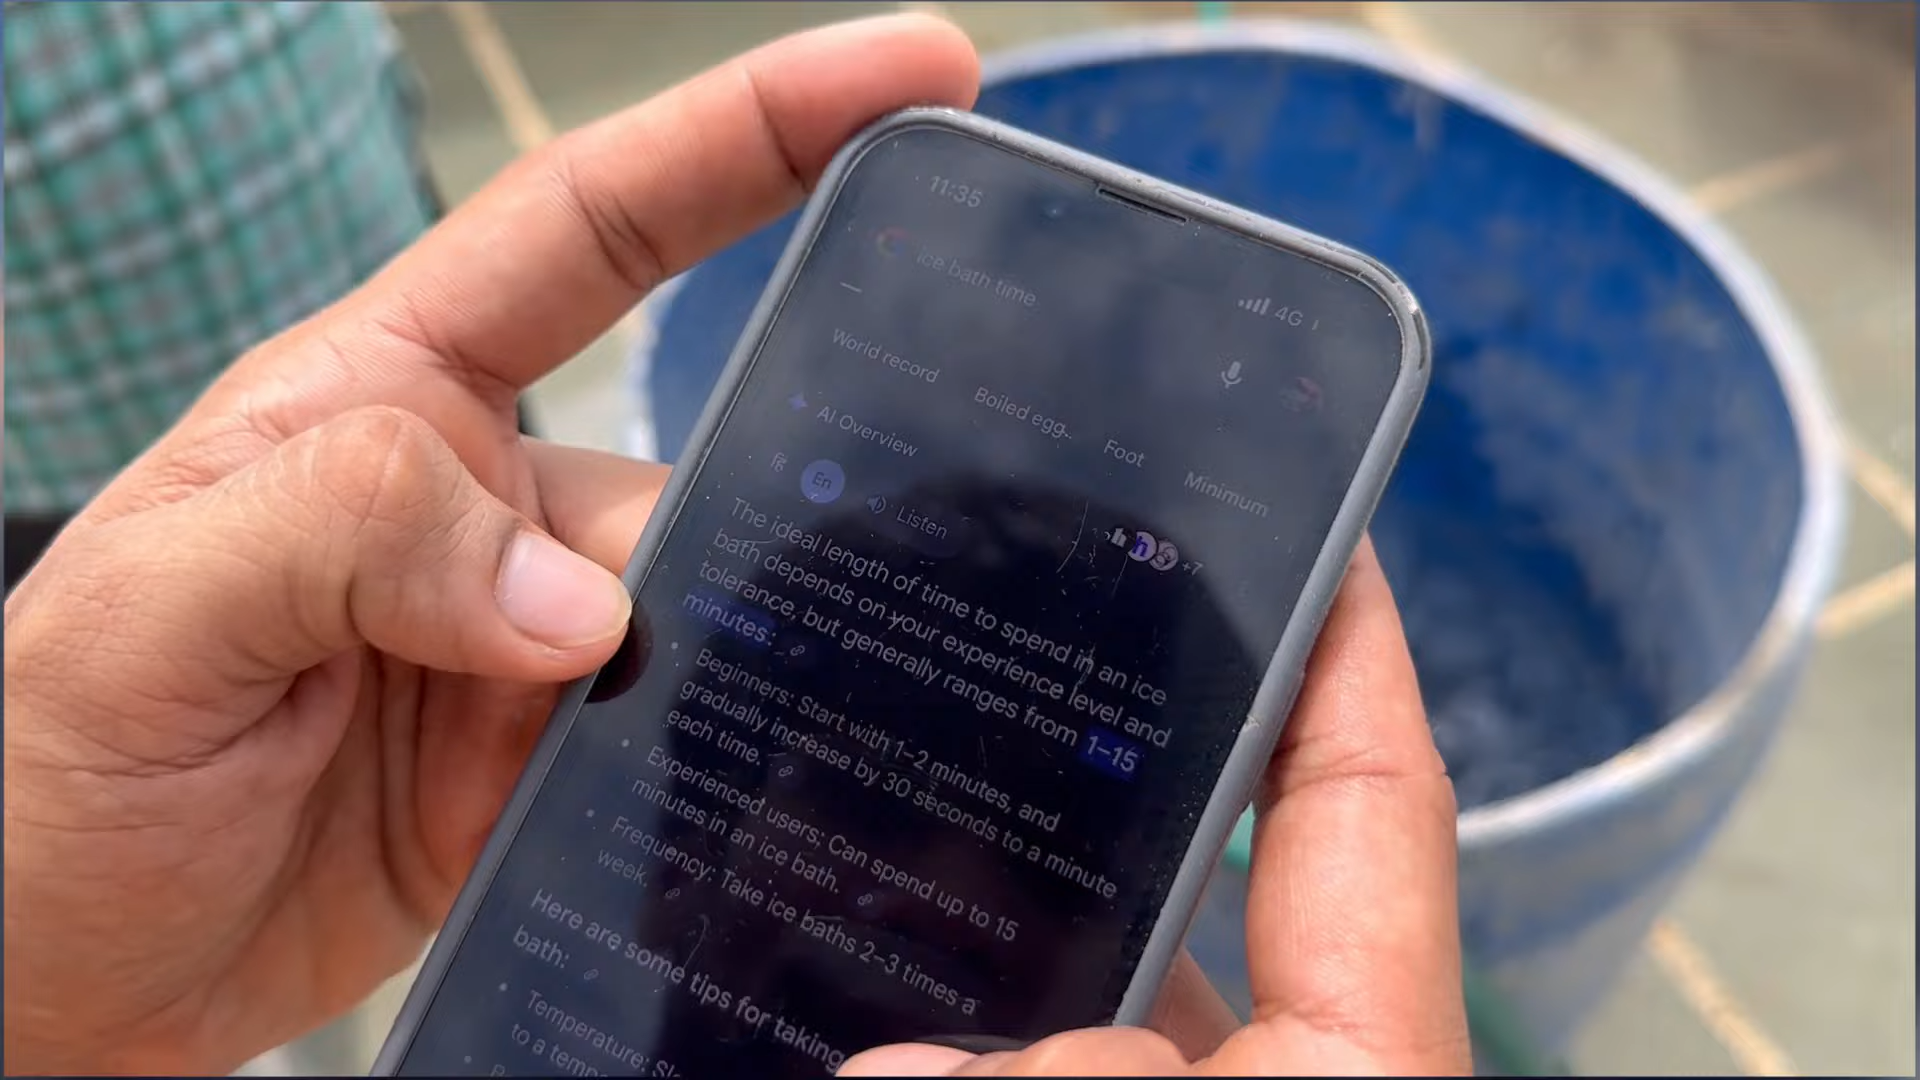 11:35
4G
ice bath time
World record Boiled egg Foot Minimum
AI Overview
हि En Listen
+7
The ideal length of time to spend in an ice
bath depends on your experience level and
tolerance, but generally ranges from 1–15
minutes:
Beginners: Start with 1–2 minutes, and
gradually increase by 30 seconds to a minute
each time.
Experienced users: Can spend up to 15
minutes in an ice bath.
Frequency: Take ice baths 2–3 times a
week.
Here are some tips for taking
bath:
Temperature:
to a